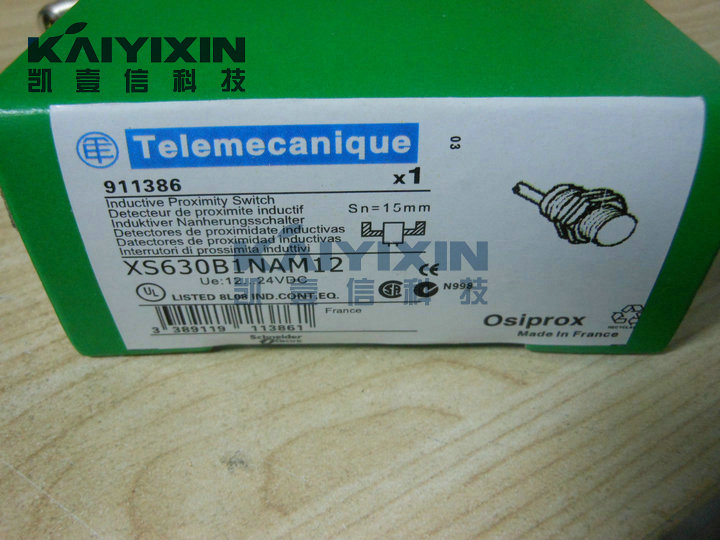 KAIYIXIN
凯壹信科技
Telemecanique
03
911386 x1
Inductive Proximity Switch
Detecteur de proximite inductif
Induktiver Nanherungsschalter
Detectores de proximidate inductivas
Datectores de proximidad Inductivas
Interrutori di prossimita induttivi
Sn=15mm
XS630B1NAM12
KAIYIXIN
凯壹信科技
Ue:12...24VDC
CE
UL LISTED 8L06 IND.CONT.EQ.
N998
France
3 389119 113861
Schneider
Osiprox
Made in France